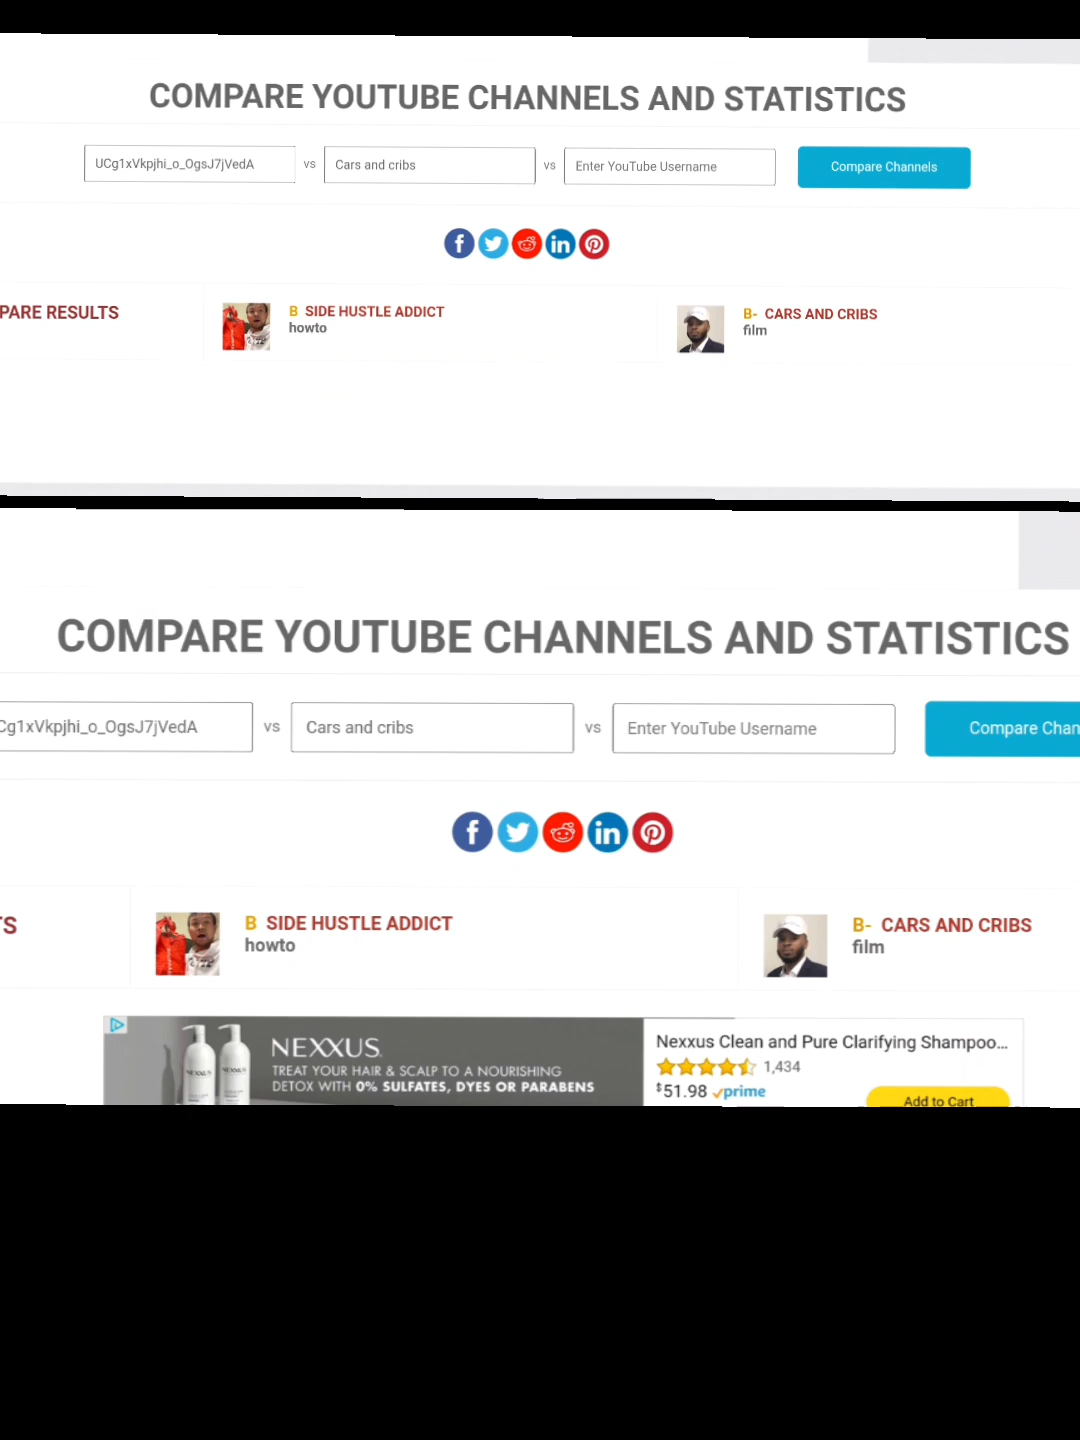 COMPARE YOUTUBE CHANNELS AND STATISTICS
UCg1xVkpjhi_o_OgsJ7jVedA vs Cars and cribs vs Enter YouTube Username Compare Channels
PARE RESULTS
B SIDE HUSTLE ADDICT
howto
B- CARS AND CRIBS
film
COMPARE YOUTUBE CHANNELS AND STATISTICS
Cg1xVkpjhi_o_OgsJ7jVedA vs Cars and cribs vs Enter YouTube Username Compare Chan
TS
B SIDE HUSTLE ADDICT
howto
B- CARS AND CRIBS
film
NEXXUS
TREAT YOUR HAIR & SCALP TO A NOURISHING
DETOX WITH 0% SULFATES, DYES OR PARABENS
Nexxus Clean and Pure Clarifying Shampoo...
1,434
$51.98 prime
Add to Cart